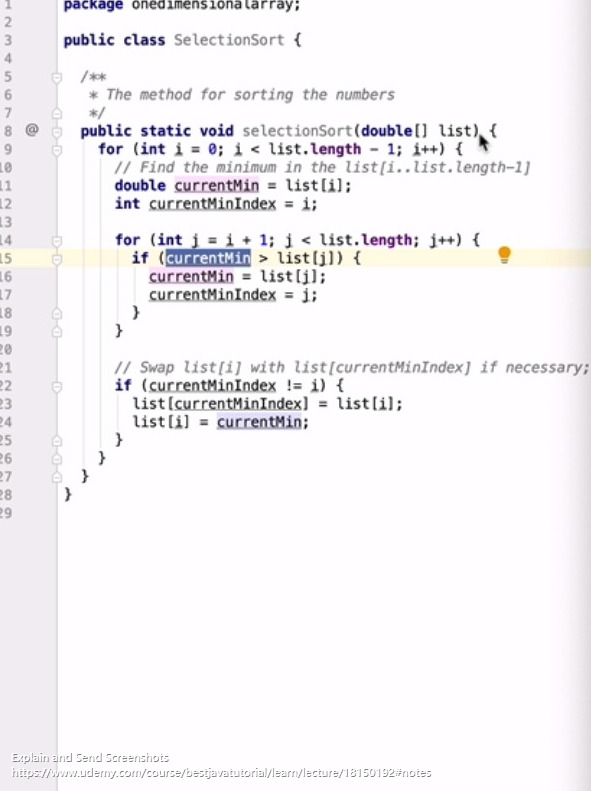 1 package onedimensionalarray;
2
3 public class SelectionSort {
4
5 /**
6 * The method for sorting the numbers
7 */
8 @ public static void selectionSort(double[] list) {
9 for (int i = 0; i < list.length - 1; i++) {
10 // Find the minimum in the list[i..list.length-1]
11 double currentMin = list[i];
12 int currentMinIndex = i;
13
14 for (int j = i + 1; j < list.length; j++) {
15 if (currentMin > list[j]) {
16 currentMin = list[j];
17 currentMinIndex = j;
18 }
19 }
20
21 // Swap list[i] with list[currentMinIndex] if necessary;
22 if (currentMinIndex != i) {
23 list[currentMinIndex] = list[i];
24 list[i] = currentMin;
25 }
26 }
27 }
28 }
29
Explain and Send Screenshots
https://www.udemy.com/course/bestjavatutorial/learn/lecture/18150192#notes